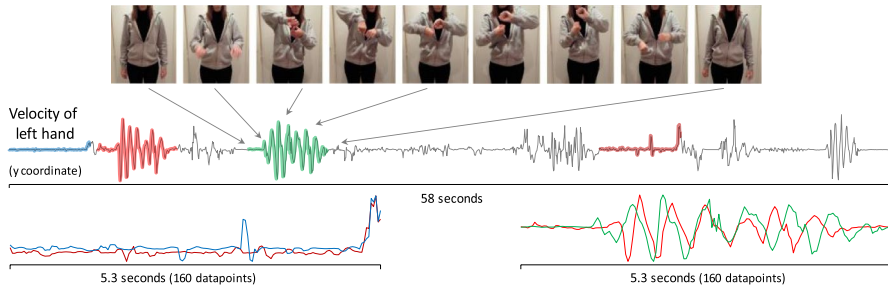 Velocity of
left hand
(y coordinate)
58 seconds
5.3 seconds (160 datapoints)
5.3 seconds (160 datapoints)